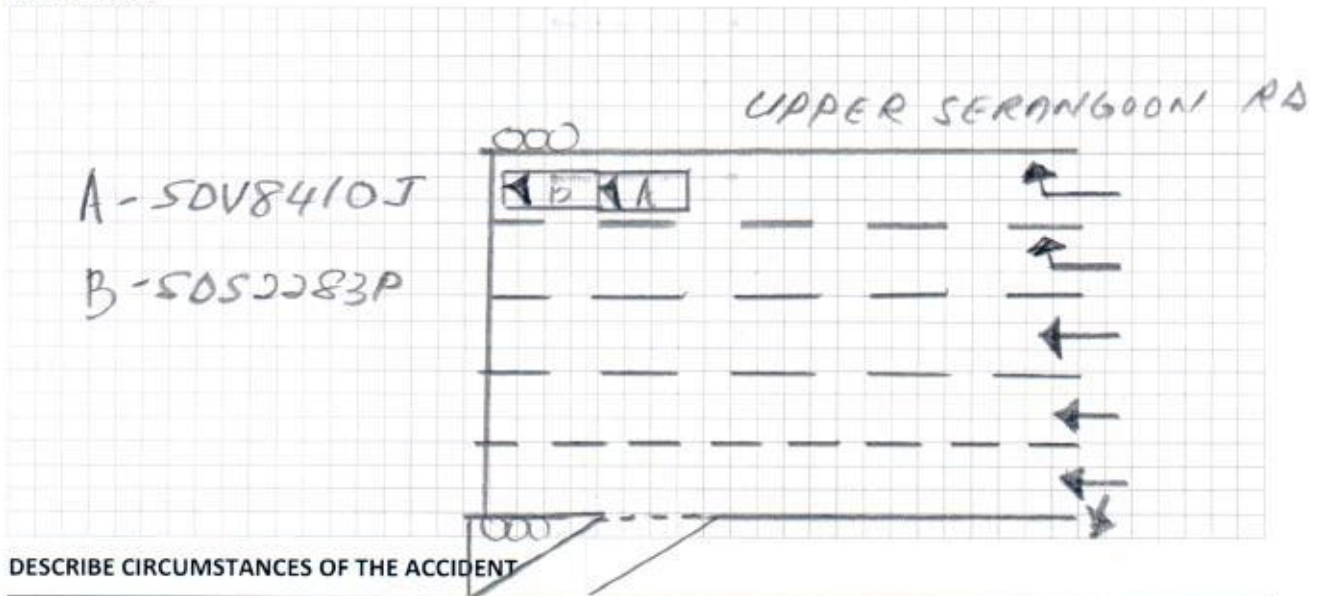 UPPER SERANGOON RD
A - SDV8410J
B A
B - SDS2283P
DESCRIBE CIRCUMSTANCES OF THE ACCIDENT